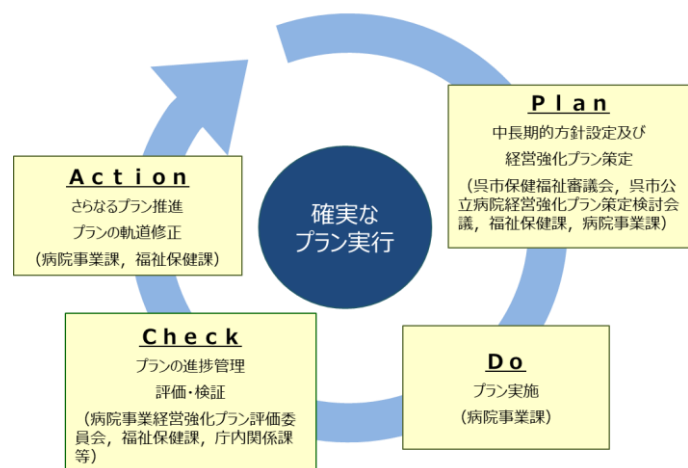 Ｐｌａｎ
中長期的方針設定及び
経営強化プラン策定
（呉市保健福祉審議会，呉市公
立病院経営強化プラン策定検討会
議，福祉保健課，病院事業課）
Ａｃｔｉｏｎ
さらなるプラン推進
プランの軌道修正
（病院事業課，福祉保健課）
確実な
プラン実行
Ｃｈｅｃｋ
プランの進捗管理
評価・検証
（病院事業経営強化プラン評価委
員会，福祉保健課，庁内関係課
等）
Ｄｏ
プラン実施
（病院事業課）